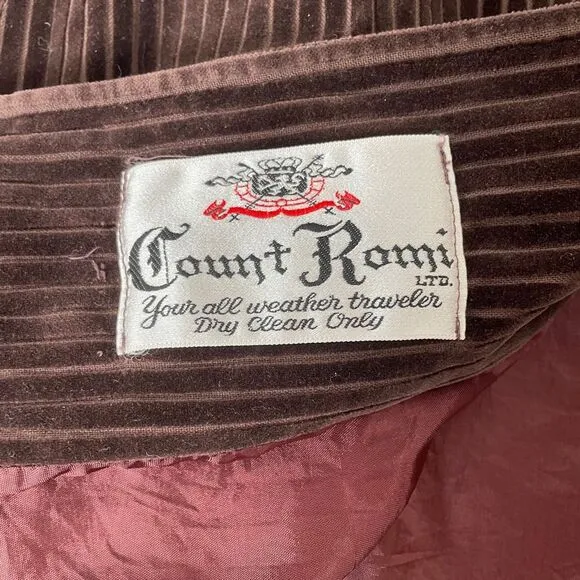 Count Romi
LTD.
Your all weather traveler
Dry Clean Only